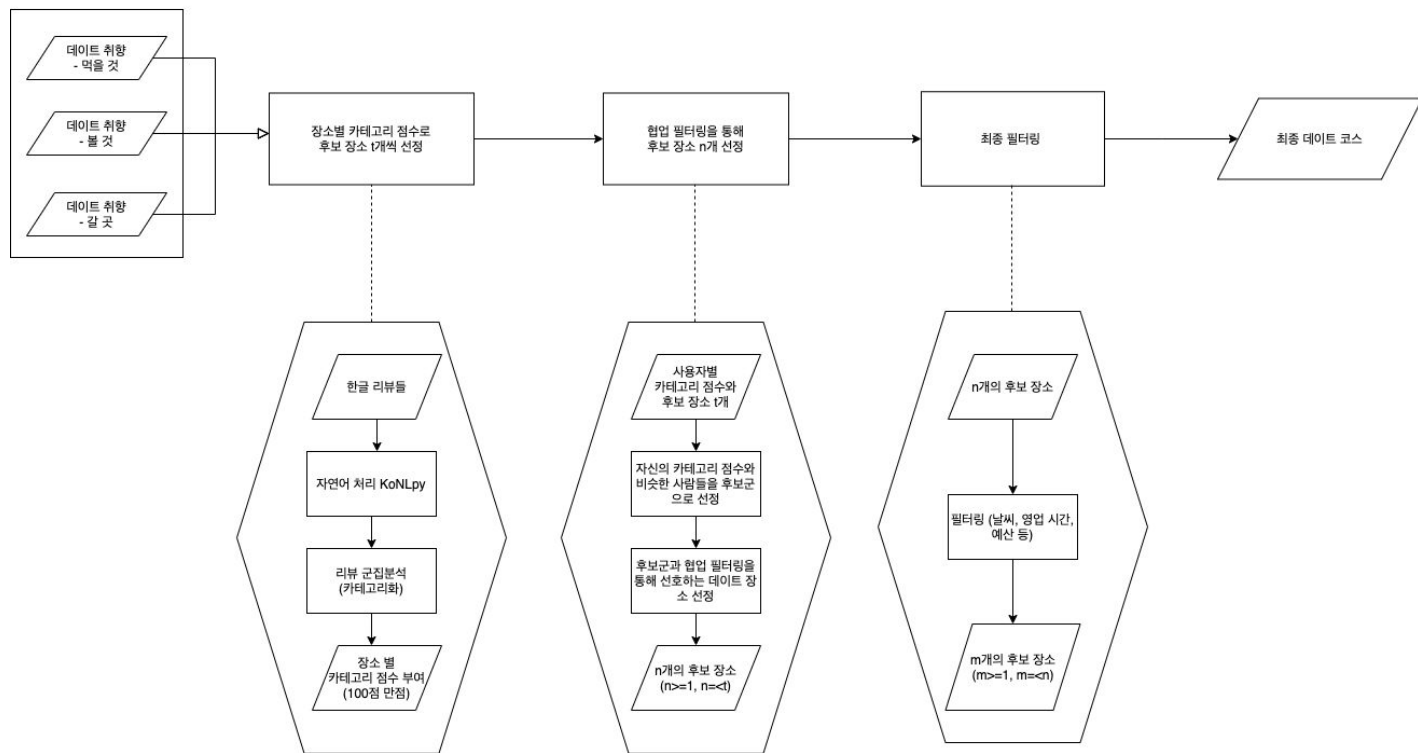 데이트 취향
- 먹을 것
데이트 취향
- 볼 것
데이트 취향
- 갈 곳
장소별 카테고리 점수로
후보 장소 t개씩 선정
협업 필터링을 통해
후보 장소 n개 선정
최종 필터링
최종 데이트 코스
한글 리뷰들
자연어 처리 KoNLpy
리뷰 군집분석
(카테고리화)
장소 별
카테고리 점수 부여
(100점 만점)
사용자별
카테고리 점수와
후보 장소 t개
자신의 카테고리 점수와
비슷한 사람들을 후보군
으로 선정
후보군과 협업 필터링을
통해 선호하는 데이트 장
소 선정
n개의 후보 장소
(n>=1, n=<t)
n개의 후보 장소
필터링 (날씨, 영업 시간,
예산 등)
m개의 후보 장소
(m>=1, m=<n)